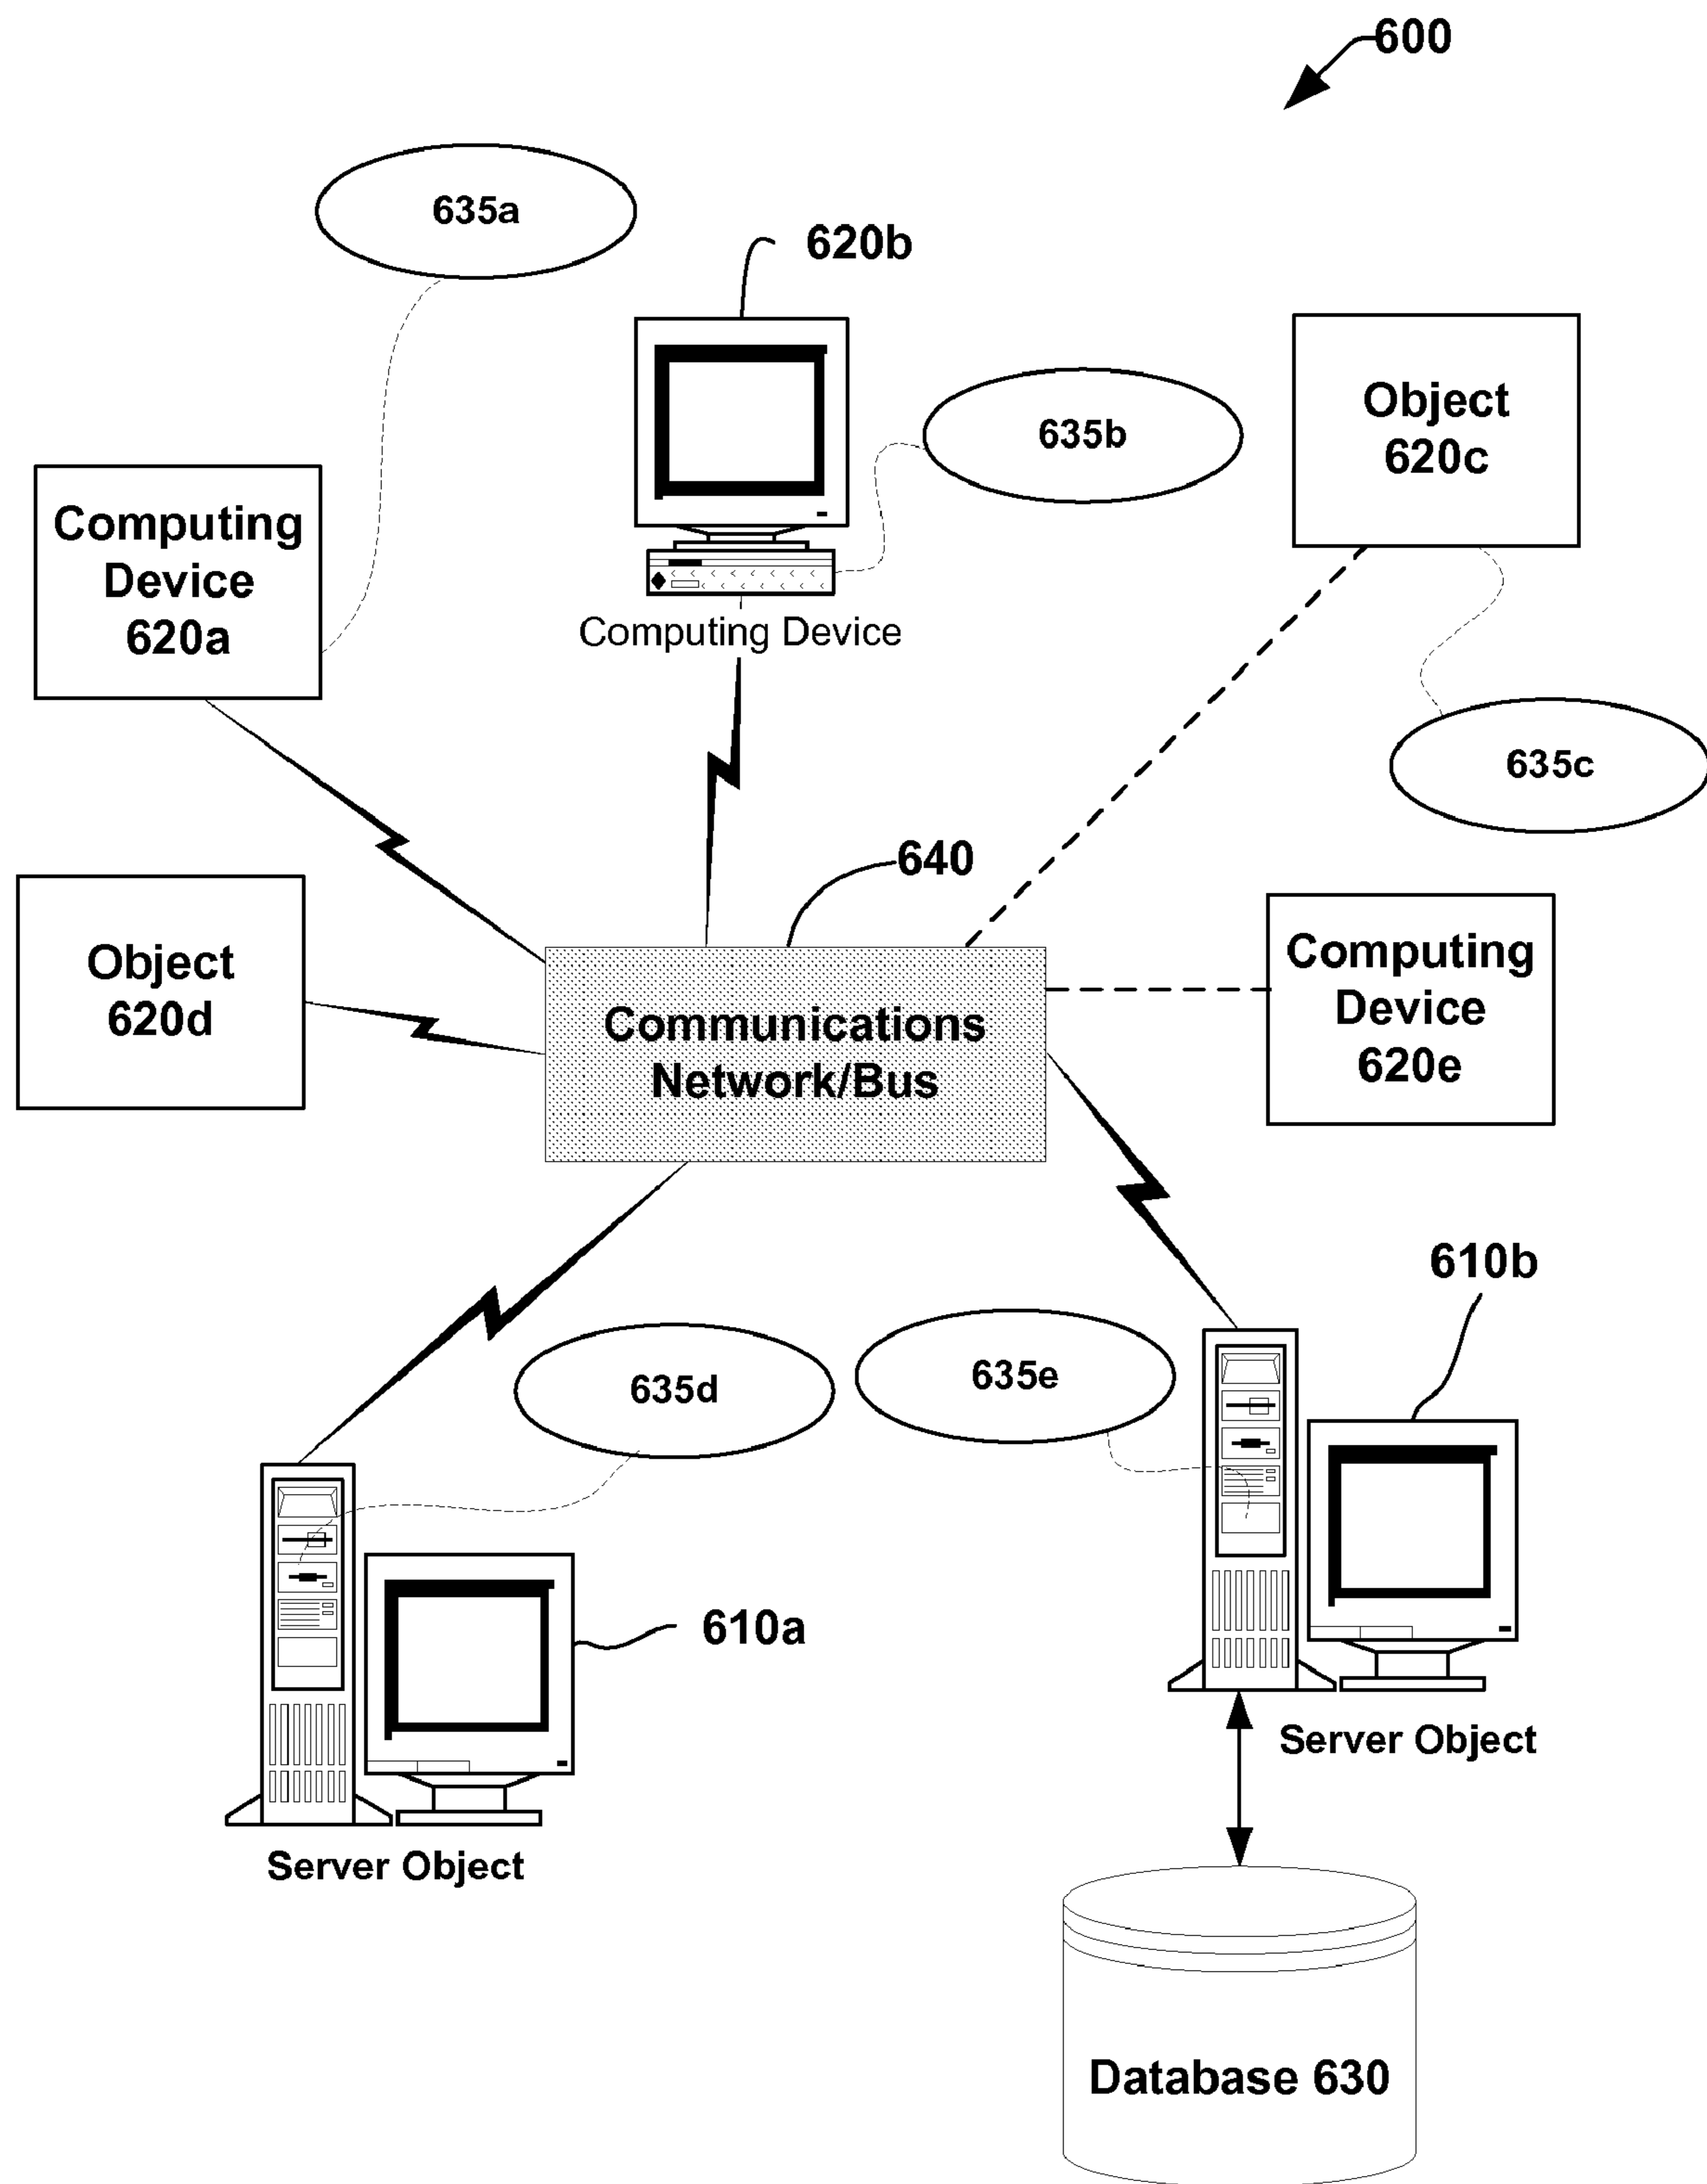 600
635a
620b
635b
Object
620c
Computing
Device
620a
Computing Device
635c
640
Object
620d
Computing
Device
620e
Communications
Network/Bus
610b
635d
635e
610a
Server Object
Server Object
Database 630